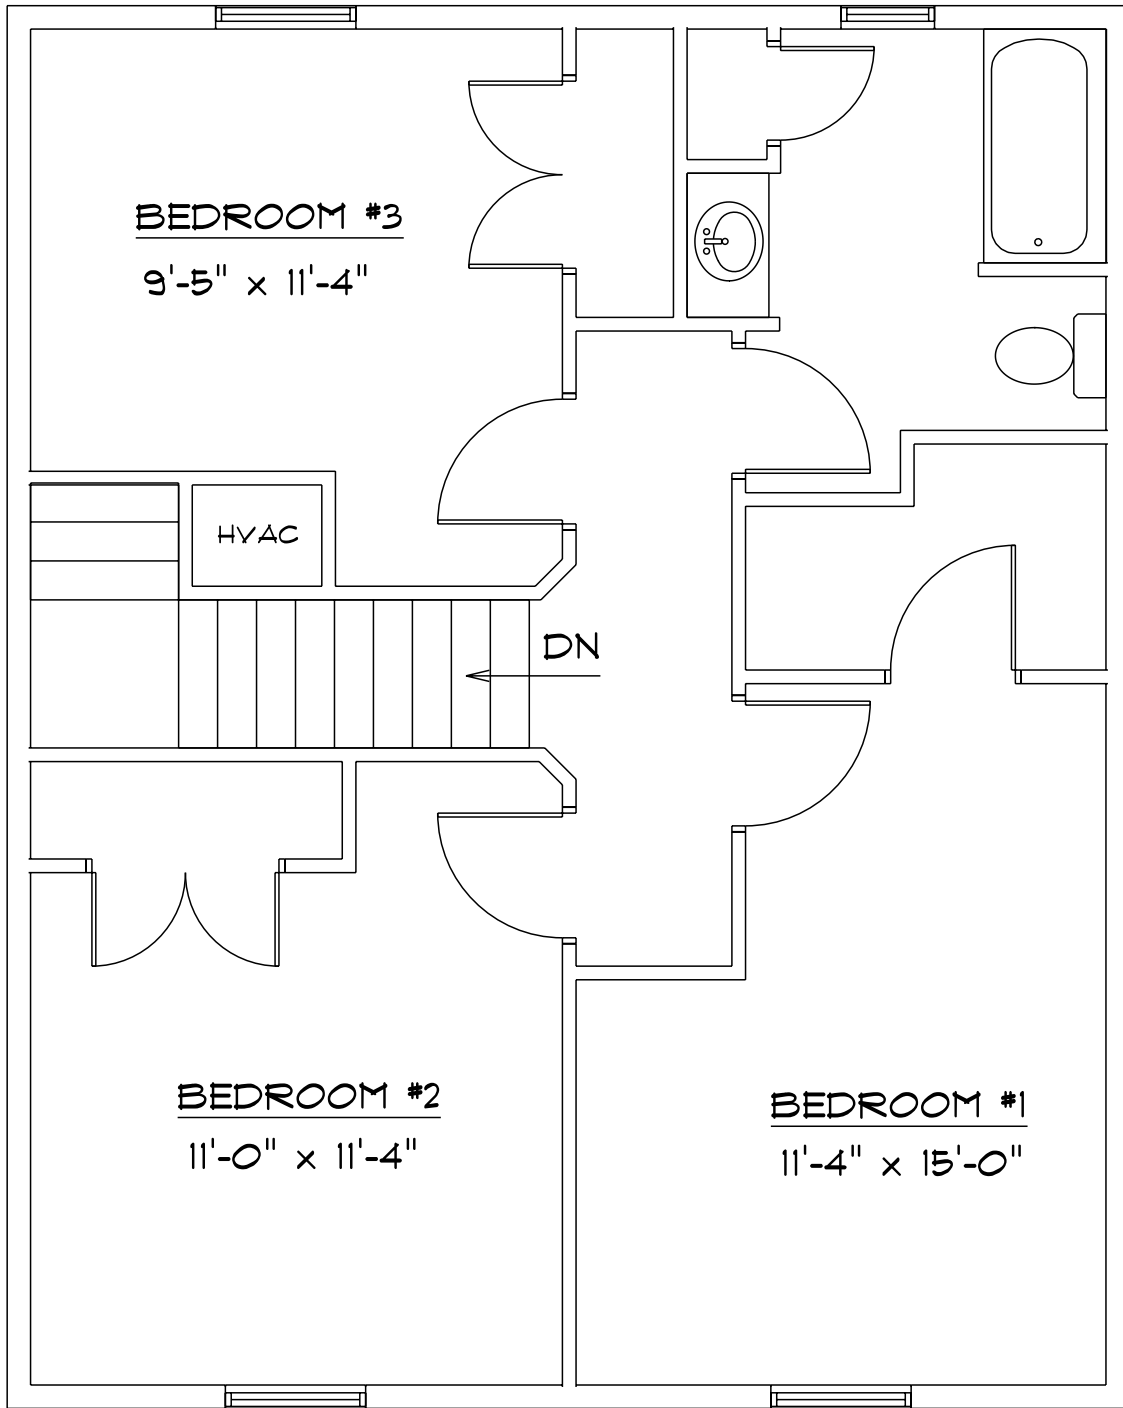 BEDROOM #3
9'-5" x 11'-4"
HVAC
DN
BEDROOM #2
11'-0" x 11'-4"
BEDROOM #1
11'-4" x 15'-0"